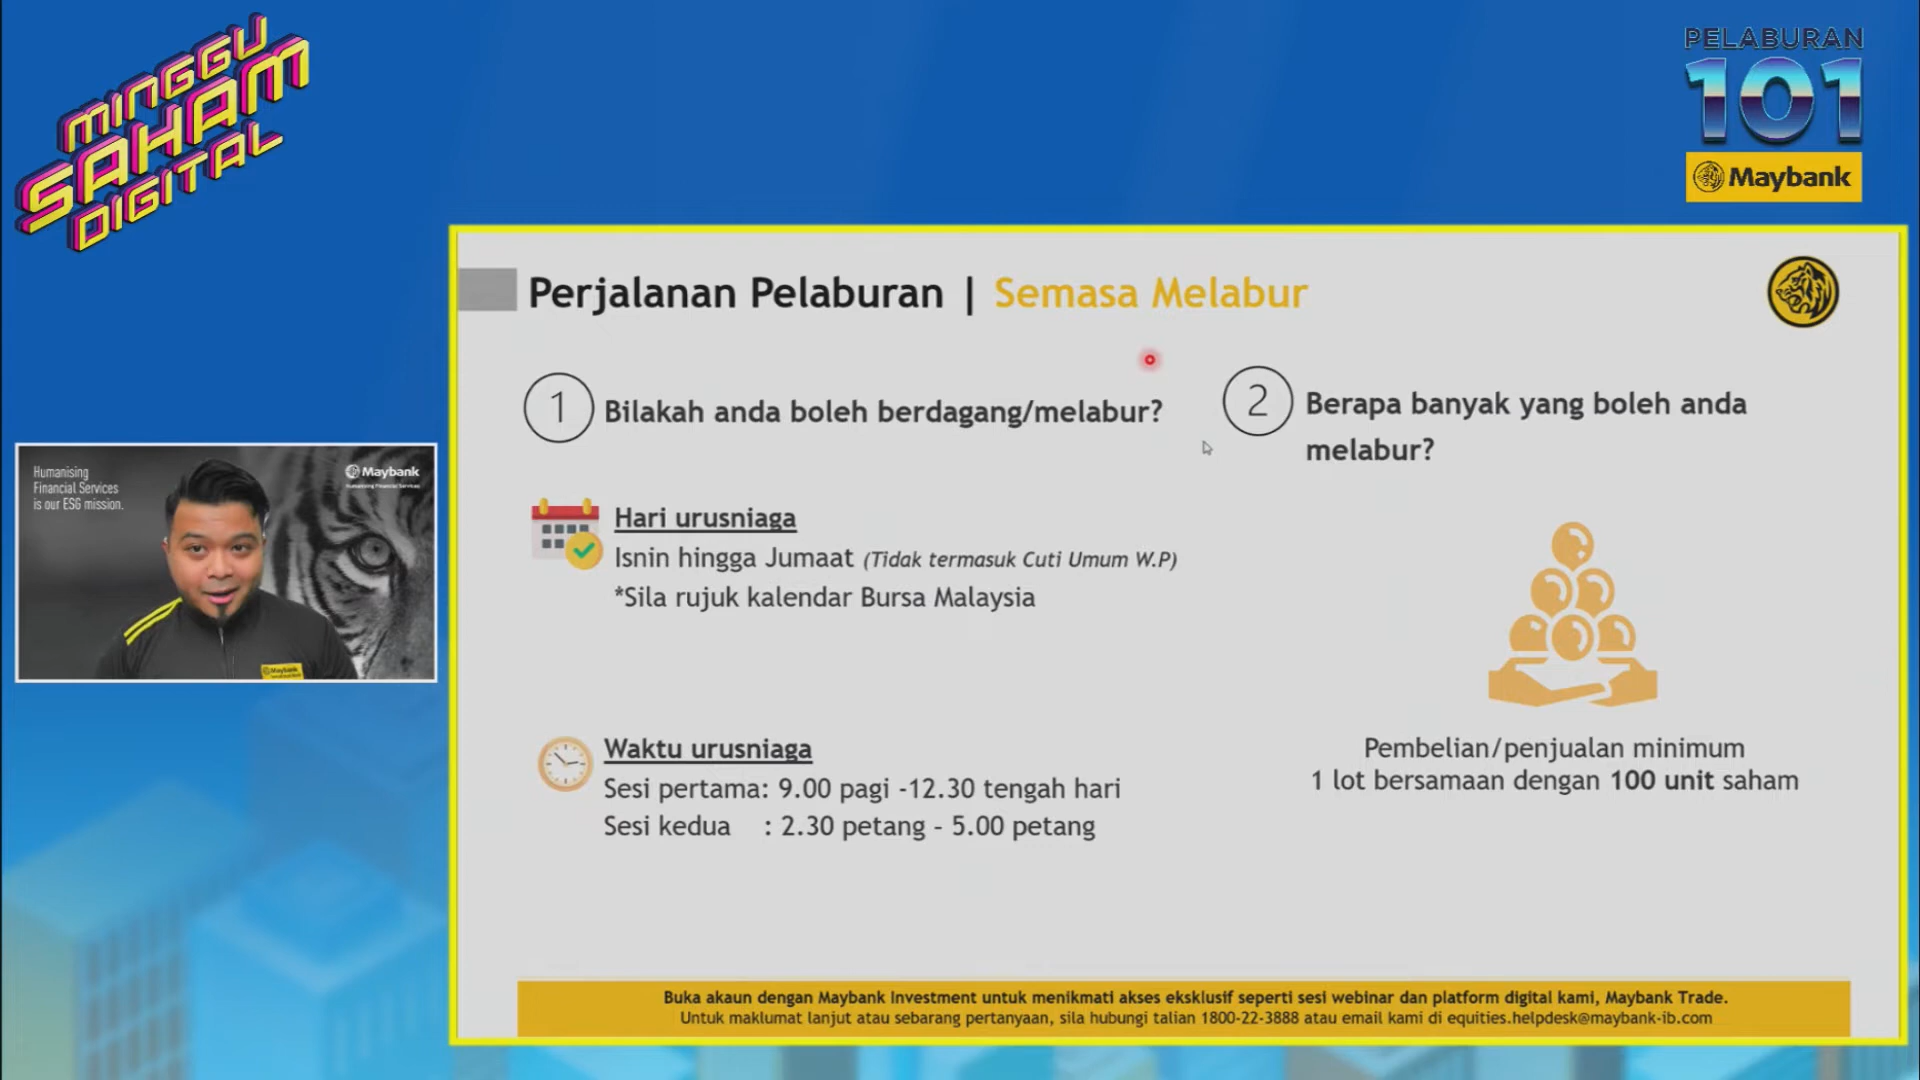 MINGGU
SAHAM
DIGITAL
PELABURAN
101
Maybank
Perjalanan Pelaburan | Semasa Melabur
1 Bilakah anda boleh berdagang/melabur?
Hari urusniaga
Isnin hingga Jumaat (Tidak termasuk Cuti Umum W.P)
*Sila rujuk kalendar Bursa Malaysia
Waktu urusniaga
Sesi pertama: 9.00 pagi -12.30 tengah hari
Sesi kedua : 2.30 petang – 5.00 petang
2 Berapa banyak yang boleh anda
melabur?
Pembelian/penjualan minimum
1 lot bersamaan dengan 100 unit saham
Humanising
Financial Services
is our ESG mission.
Maybank
Humanising Financial Services
Maybank
Buka akaun dengan Maybank Investment untuk menikmati akses eksklusif seperti sesi webinar dan platform digital kami, Maybank Trade.
Untuk maklumat lanjut atau sebarang pertanyaan, sila hubungi talian 1800-22-3888 atau email kami di equities.helpdesk@maybank-ib.com